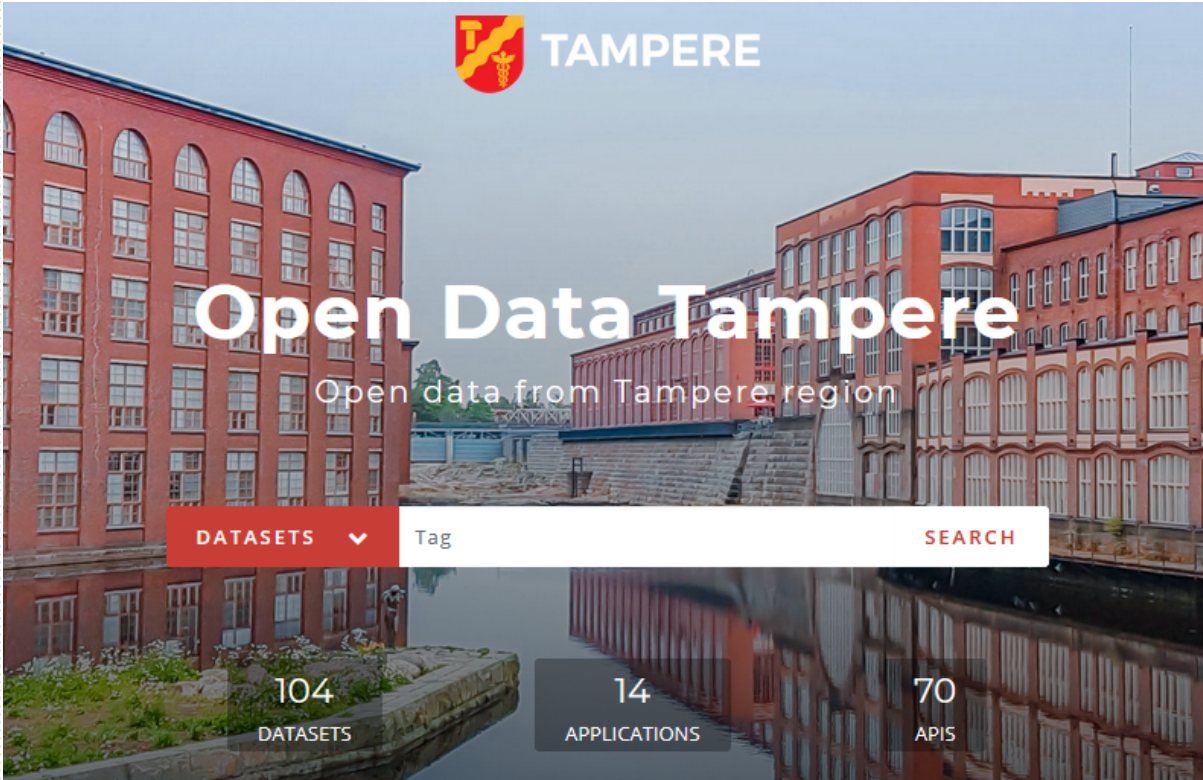 TAMPERE
Open Data Tampere
Open data from Tampere region
DATASETS Tag SEARCH
104 14 70
DATASETS APPLICATIONS APIS